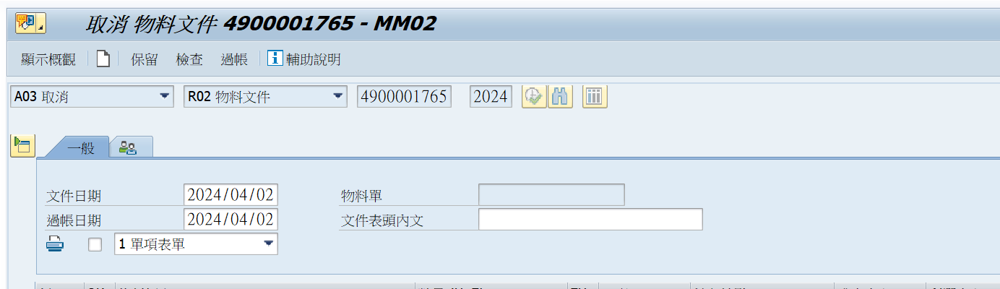 取消 物料文件 4900001765 - MM02
顯示概觀 保留 檢查 過帳 輔助說明
A03 取消 R02 物料文件 4900001765 2024
一般
文件日期 2024/04/02 物料單
過帳日期 2024/04/02 文件表頭內文
1 單項表單